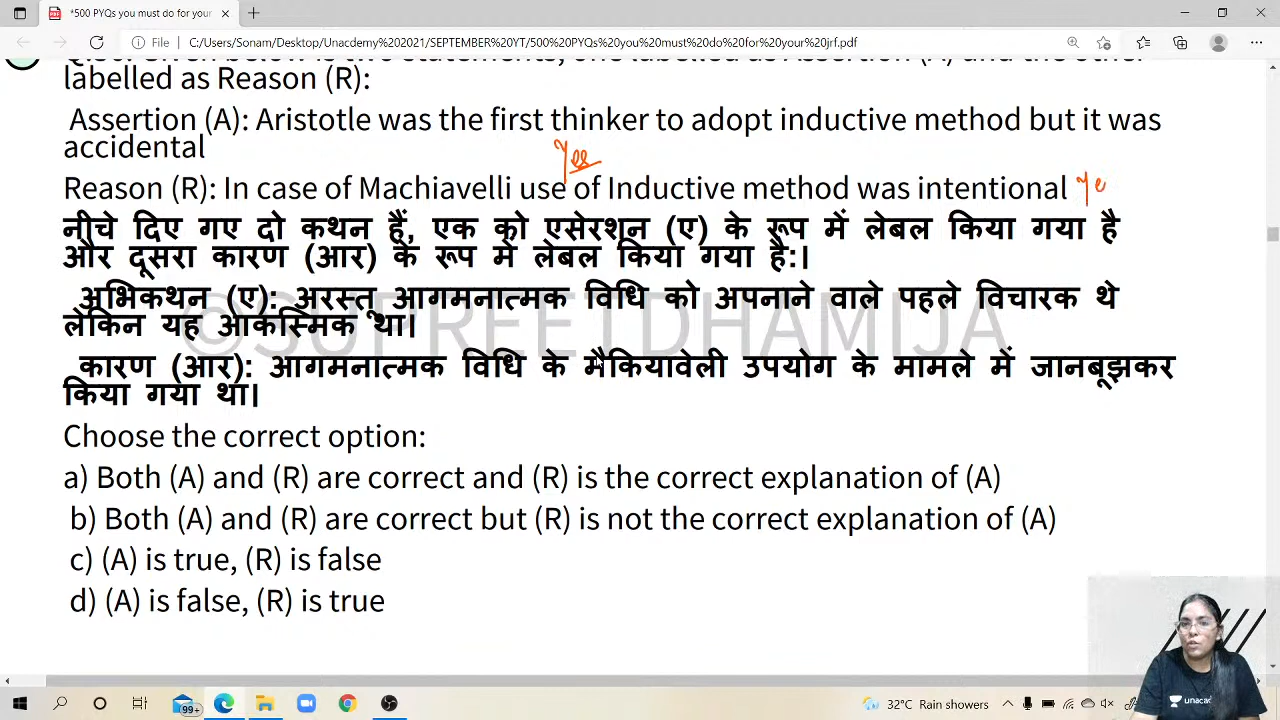 *500 PYQs you must do for your
File
C:/Users/Sonam/Desktop/Unacdemy%202021/SEPTEMBER%20YT/500%20PYQs%20you%20must%20do%20for%20your%20jrf.pdf
labelled as Reason (R):
Assertion (A): Aristotle was the first thinker to adopt inductive method but it was
accidental
Yes
Reason (R): In case of Machiavelli use of Inductive method was intentional Ye
नीचे दिए गए दो कथन हैं, एक को एसेरशन (ए) के रूप में लेबल किया गया है
और दूसरा कारण (आर) के रूप में लेबल किया गया है:।
अभिकथन (ए): अरस्तू आगमनात्मक विधि को अपनाने वाले पहले विचारक थे
लेकिन यह आकस्मिक था।
©SUPREETDHAMIJA
कारण (आर): आगमनात्मक विधि के मैकियावेली उपयोग के मामले में जानबूझकर
किया गया था।
Choose the correct option:
a) Both (A) and (R) are correct and (R) is the correct explanation of (A)
b) Both (A) and (R) are correct but (R) is not the correct explanation of (A)
c) (A) is true, (R) is false
d) (A) is false, (R) is true
99+
32°C Rain showers